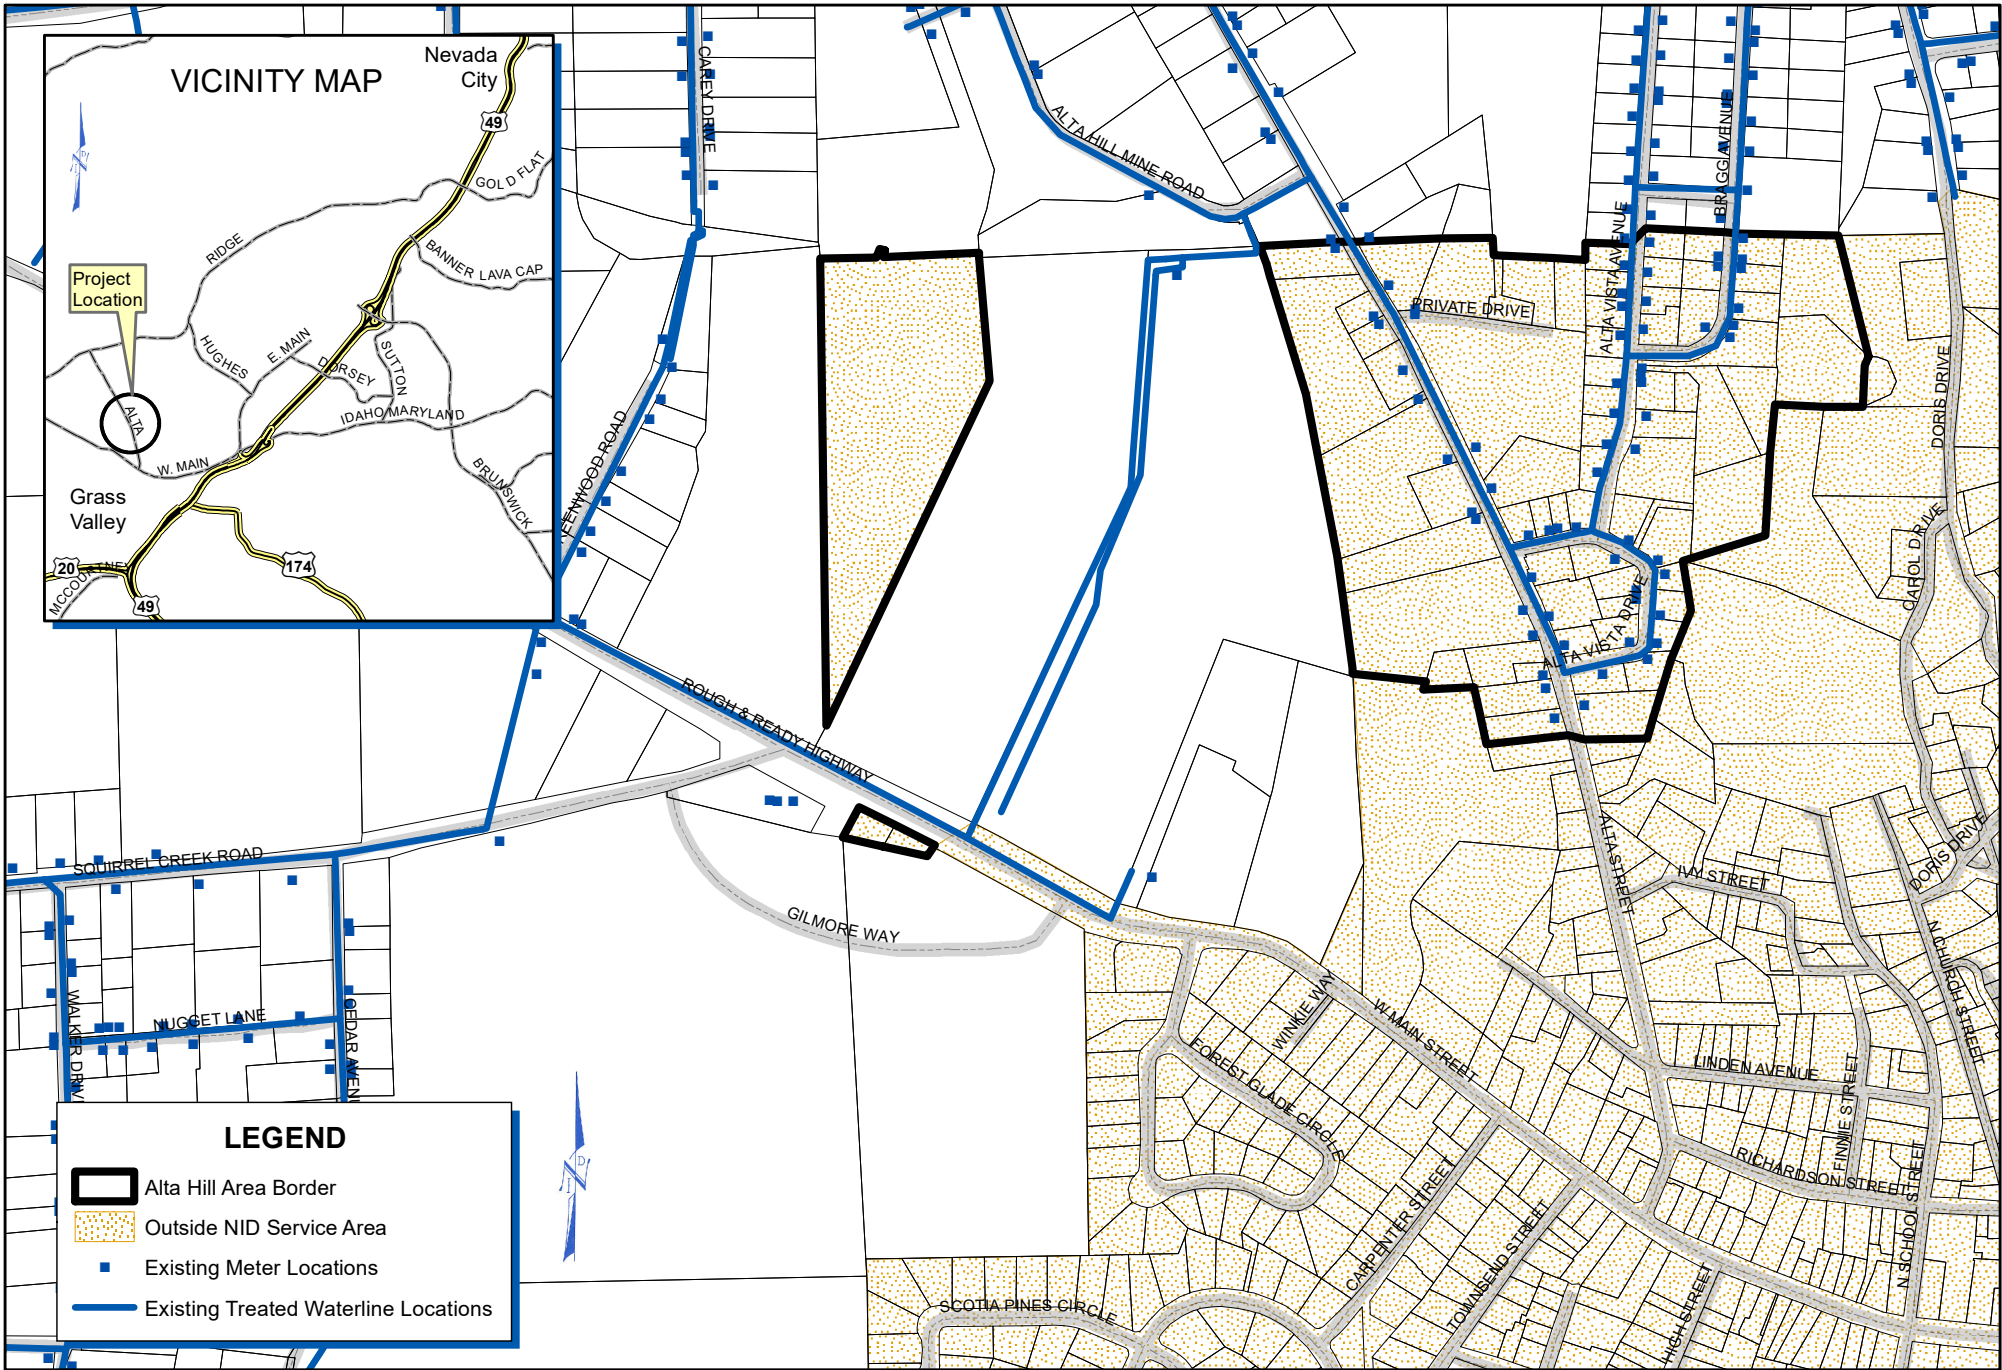 VICINITY MAP
Nevada
City
49
GOLD FLAT
RIDGE
BANNER LAVA CAP
Project
Location
HUGHES
E. MAIN
DORSEY
SUTTON
IDAHO MARYLAND
ALTA
W. MAIN
BRUNSWICK
Grass
Valley
20
MCCOURTNEY
174
49
CAREY DRIVE
ALTA HILL MINE ROAD
BRAGG AVENUE
ALTA VISTA AVENUE
ALTA VISTA AVENUE
PRIVATE DRIVE
DORIS DRIVE
CAROL DRIVE
ALTA VISTA DRIVE
ROUGH & READY HIGHWAY
SQUIRREL CREEK ROAD
GILMORE WAY
ALTA STREET
IVY STREET
DORIS DRIVE
N CHURCH STREET
WALKER DRIVE
NUGGET LANE
WINKIE WAY
W MAIN STREET
FOREST GLADE CIRCLE
LINDEN AVENUE
FINNIE STREET
RICHARDSON STREET
N SCHOOL STREET
CARPENTER STREET
TOWNSEND STREET
HIGH STREET
SCOTIA PINES CIRCLE
LEGEND
Alta Hill Area Border
Outside NID Service Area
Existing Meter Locations
Existing Treated Waterline Locations